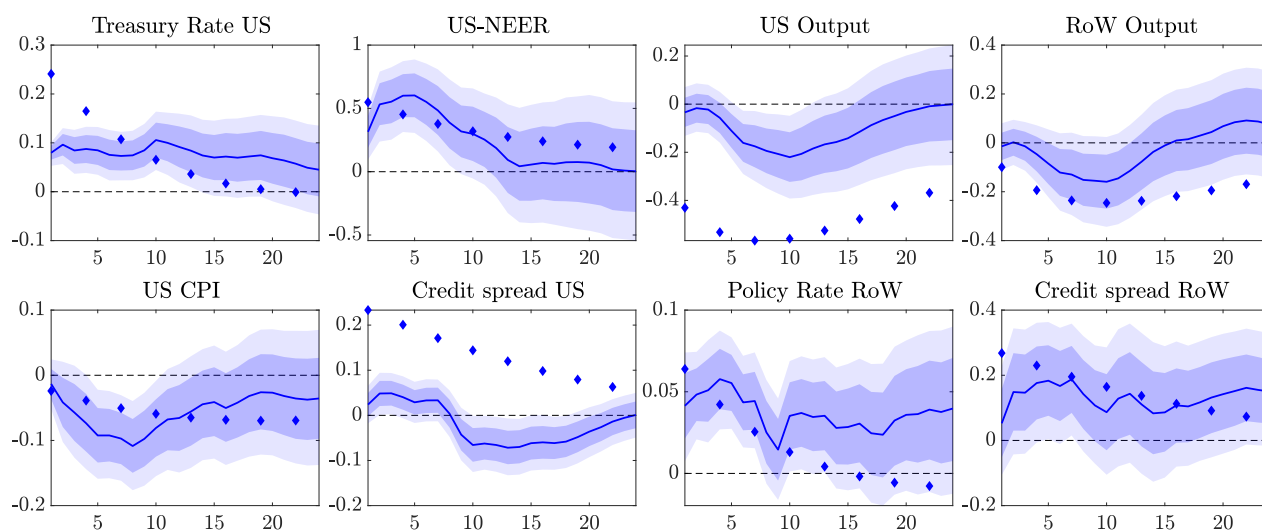 Treasury Rate US
US-NEER
US Output
RoW Output
0.3
0.2
0.1
0
-0.1
1
0.5
0
-0.5
0.2
0
-0.2
-0.4
0.4
0.2
0
-0.2
-0.4
5 10 15 20
5 10 15 20
5 10 15 20
5 10 15 20
US CPI
Credit spread US
Policy Rate RoW
Credit spread RoW
0.1
0
-0.1
-0.2
0.2
0.1
0
-0.1
-0.2
0.1
0.05
0
0.4
0.2
0
-0.2
5 10 15 20
5 10 15 20
5 10 15 20
5 10 15 20